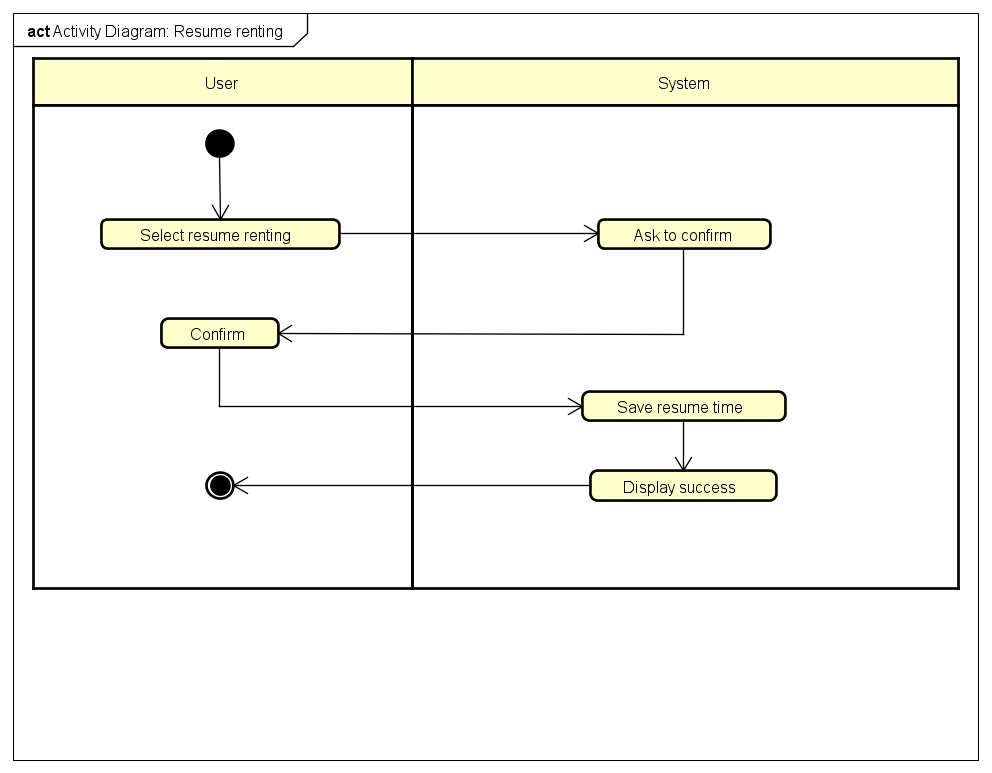 act Activity Diagram: Resume renting
User
System
Select resume renting
Ask to confirm
Confirm
Save resume time
Display success